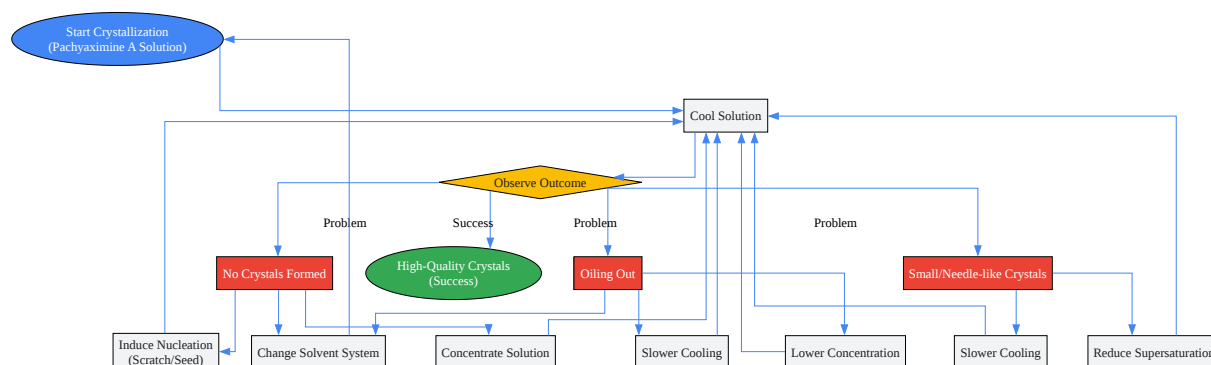 Start Crystallization
(Pachyaximine A Solution)
Cool Solution
Observe Outcome
Problem
Success
Problem
Problem
No Crystals Formed
High-Quality Crystals
(Success)
Oiling Out
Small/Needle-like Crystals
Induce Nucleation
(Scratch/Seed)
Change Solvent System
Concentrate Solution
Slower Cooling
Lower Concentration
Slower Cooling
Reduce Supersaturation